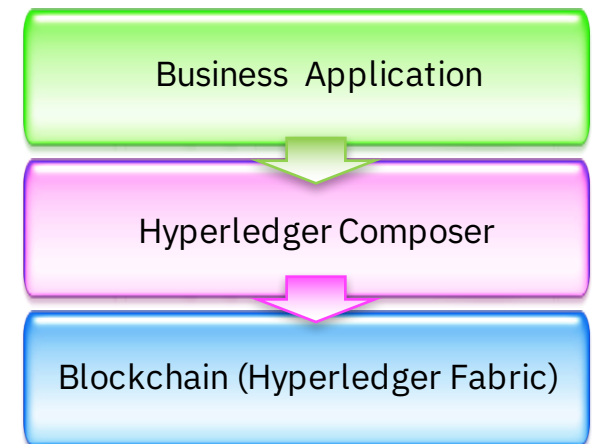 Business Application
Hyperledger Composer
Blockchain (Hyperledger Fabric)